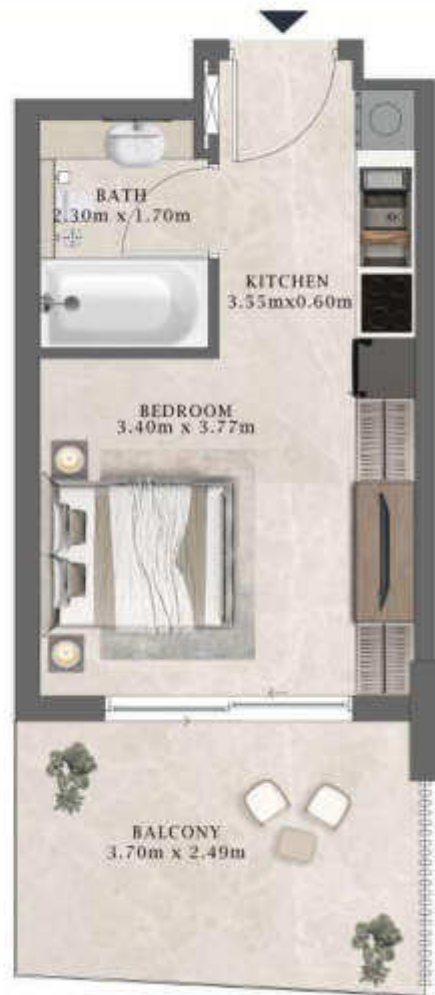 BATH
2.30m x 1.70m
KITCHEN
3.55mx0.60m
BEDROOM
3.40m x 3.77m
BALCONY
3.70m x 2.49m